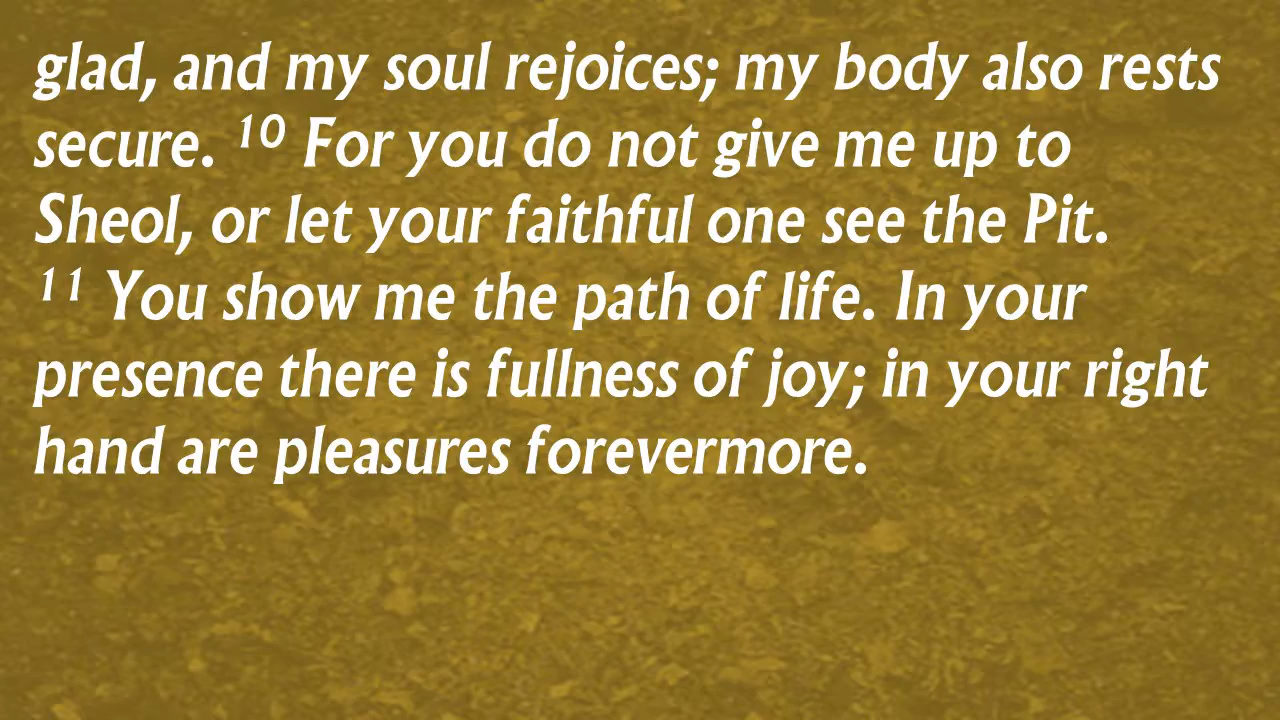 glad, and my soul rejoices; my body also rests
secure. 10 For you do not give me up to
Sheol, or let your faithful one see the Pit.
11 You show me the path of life. In your
presence there is fullness of joy; in your right
hand are pleasures forevermore.